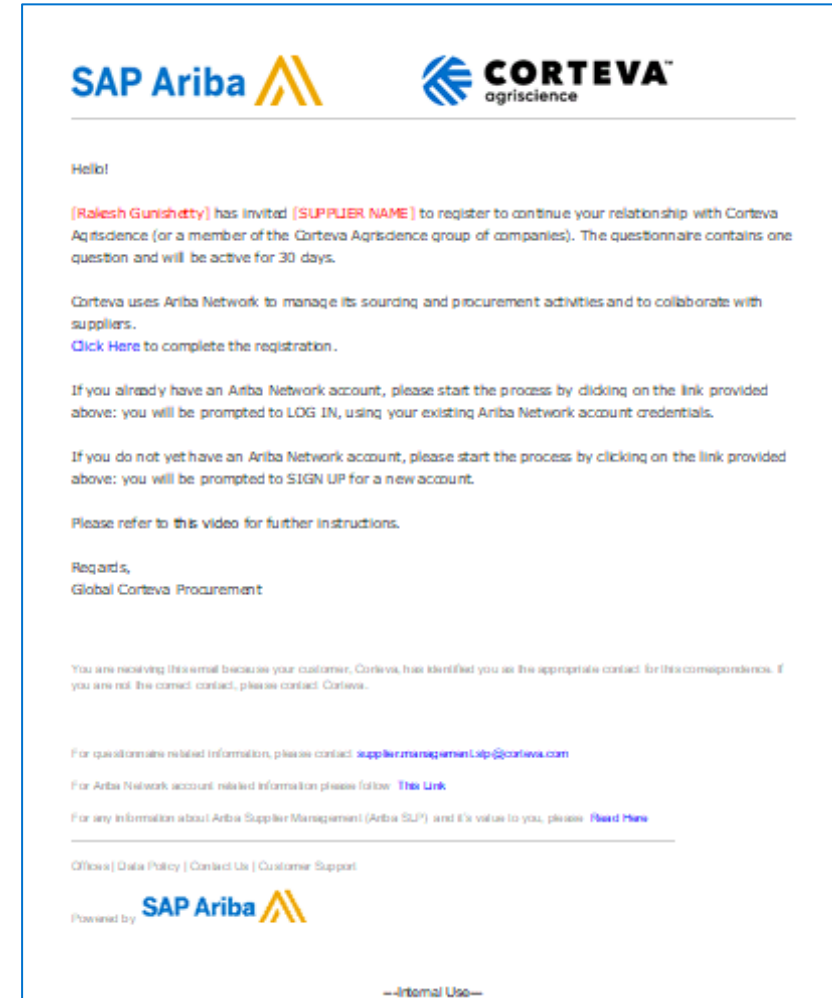 SAP Ariba
CORTEVA™
agriscience
Hello!
[Rakesh Gunishetty] has invited [SUPPLIER NAME] to register to continue your relationship with Corteva
Agriscience (or a member of the Corteva Agriscience group of companies). The questionnaire contains one
question and will be active for 30 days.
Corteva uses Ariba Network to manage its sourcing and procurement activities and to collaborate with
suppliers.
Click Here to complete the registration.
If you already have an Ariba Network account, please start the process by clicking on the link provided
above: you will be prompted to LOG IN, using your existing Ariba Network account credentials.
If you do not yet have an Ariba Network account, please start the process by clicking on the link provided
above: you will be prompted to SIGN UP for a new account.
Please refer to this video for further instructions.
Regards,
Global Corteva Procurement
You are receiving this email because your customer, Corteva, has identified you as the appropriate contact for this correspondence. If
you are not the correct contact, please contact Corteva.
For questionnaire related information, please contact suppliermanagement.slp@corteva.com
For Ariba Network account related information please follow This Link
For any information about Ariba Supplier Management (Ariba SLP) and it's value to you, please Read Here
Offices | Data Policy | Contact Us | Customer Support
Powered by SAP Ariba
---Internal Use---